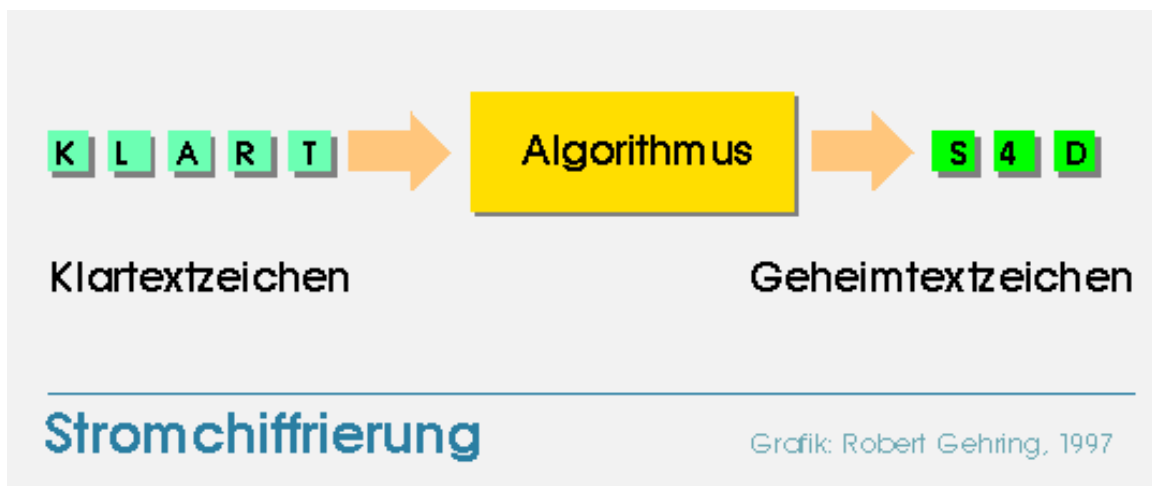 K L A R T Algorithmus S 4 D
Klartextzeichen Geheimtextzeichen
Stromchiffrierung Grafik: Robert Gehring, 1997